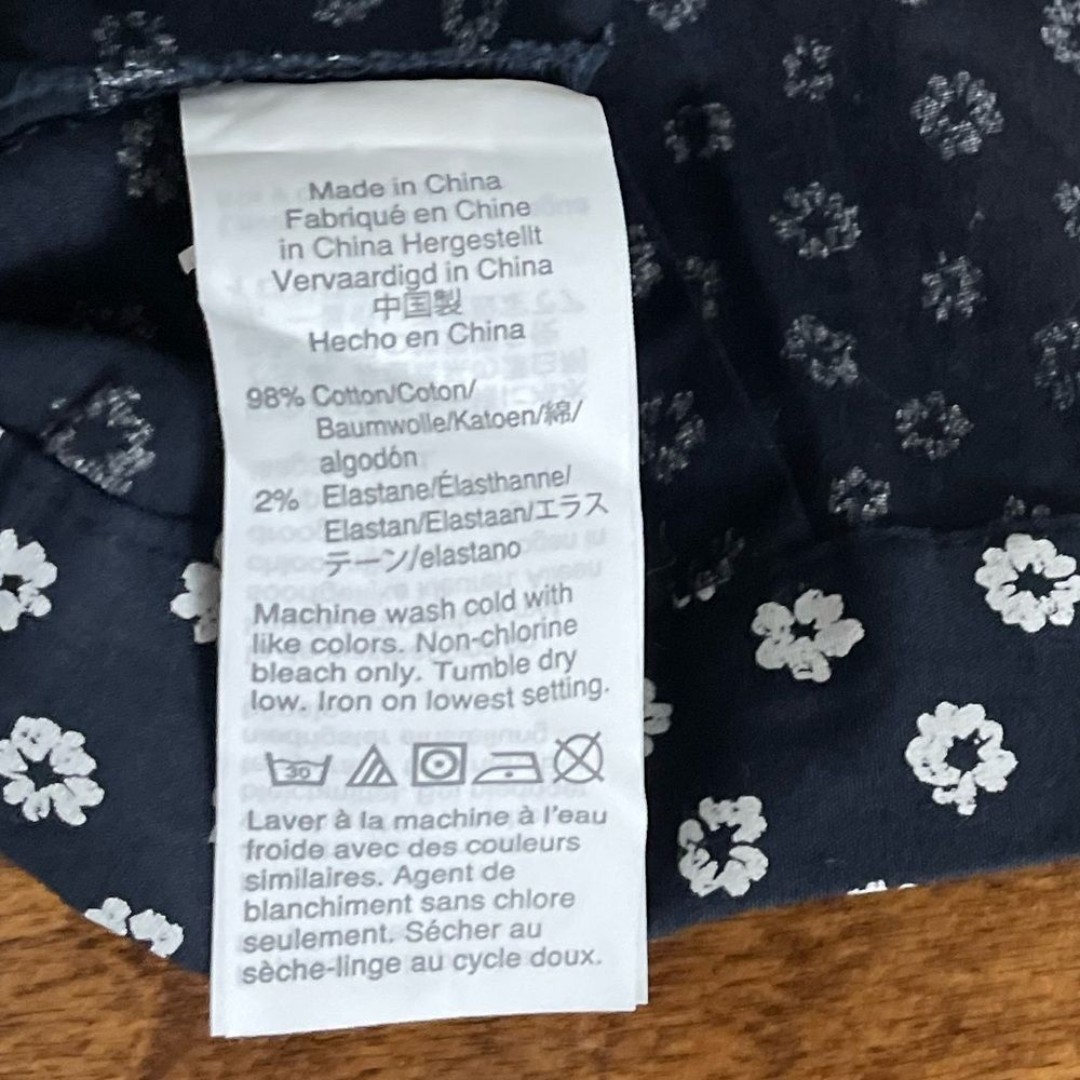 Made in China
Fabriqué en Chine
in China Hergestellt
Vervaardigd in China
中国製
Hecho en China
98% Cotton/Coton/
Baumwolle/Katoen/綿/
algodón
2% Elastane/Élasthanne/
Elastan/Elastaan/エラス
テーン/elastano
Machine wash cold with
like colors. Non-chlorine
bleach only. Tumble dry
low. Iron on lowest setting.
30
Laver à la machine à l'eau
froide avec des couleurs
similaires. Agent de
blanchiment sans chlore
seulement. Sécher au
sèche-linge au cycle doux.